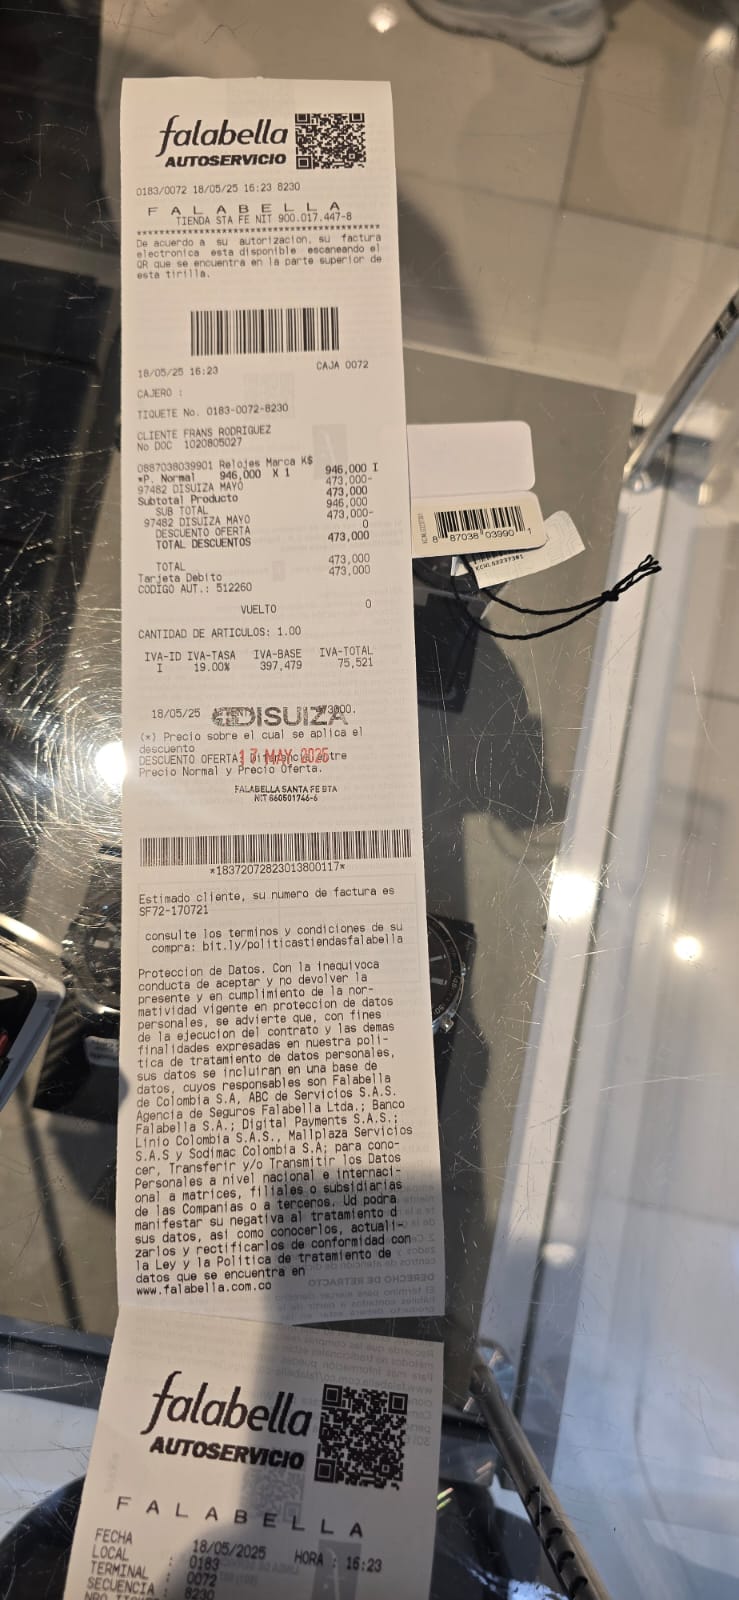 falabella
AUTOSERVICIO
0183/0072 18/05/25 16:23 8230
F A L A B E L L A
TIENDA STA FE NIT 900.017.447-8
****************************************
De acuerdo a su autorizacion, su factura
electronica esta disponible escaneando el
QR que se encuentra en la parte superior de
esta tirilla.
18/05/25 16:23 CAJA 0072
CAJERO :
TIQUETE No. 0183-0072-8230
CLIENTE FRANS RODRIGUEZ
No DOC 1020805027
0887038039901 Relojes Marca K$ 946,000 I
*P. Normal 946,000 X 1
97482 DISUIZA MAYO 473,000-
Subtotal Producto 473,000
SUB TOTAL 946,000
97482 DISUIZA MAYO 473,000-
DESCUENTO OFERTA 0
TOTAL DESCUENTOS 473,000
TOTAL 473,000
Tarjeta Debito 473,000
CODIGO AUT.: 512260
VUELTO 0
CANTIDAD DE ARTICULOS: 1.00
IVA-ID IVA-TASA IVA-BASE IVA-TOTAL
I 19.00% 397,479 75,521
18/05/25
DISUIZA
(*) Precio sobre el cual se aplica el
descuento
DESCUENTO OFERTA:
17 MAY 2025
Precio Normal y Precio Oferta.
FALABELLA SANTA FE BTA
NIT 860501746-6
*18372072823013800117*
Estimado cliente, su numero de factura es
SF72-170721
consulte los terminos y condiciones de su
compra: bit.ly/politicastiendasfalabella
Proteccion de Datos. Con la inequivoca
conducta de aceptar y no devolver la
presente y en cumplimiento de la nor-
matividad vigente en proteccion de datos
personales, se advierte que, con fines
de la ejecucion del contrato y las demas
finalidades expresadas en nuestra poli-
tica de tratamiento de datos personales,
sus datos se incluiran en una base de
datos, cuyos responsables son Falabella
de Colombia S.A, ABC de Servicios S.A.S.
Agencia de Seguros Falabella Ltda.; Banco
Falabella S.A.; Digital Payments S.A.S.;
Linio Colombia S.A.S., Mallplaza Servicios
S.A.S y Sodimac Colombia S.A; para cono-
cer, Transferir y/o Transmitir los Datos
Personales a nivel nacional e internaci-
onal a matrices, filiales o subsidiarias
de las Companias o a terceros. Ud podra
manifestar su negativa al tratamiento d
sus datos, asi como conocerlos, actuali-
zarlos y rectificarlos de conformidad con
la Ley y la Politica de tratamiento de
datos que se encuentra en
www.falabella.com.co
8 87038 03990 1
KCWLS2237301
falabella
AUTOSERVICIO
F A L A B E L L A
FECHA : 18/05/2025 HORA : 16:23
LOCAL : 0183
TERMINAL : 0072
SECUENCIA : 8230